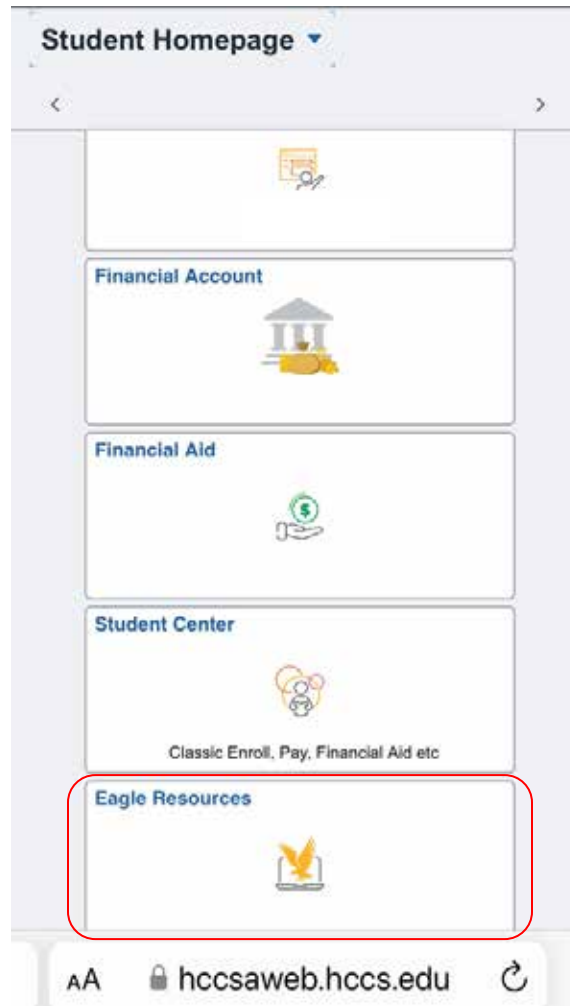 Student Homepage
Financial Account
Financial Aid
Student Center
Classic Enroll, Pay, Financial Aid etc
Eagle Resources
AA hccsaweb.hccs.edu